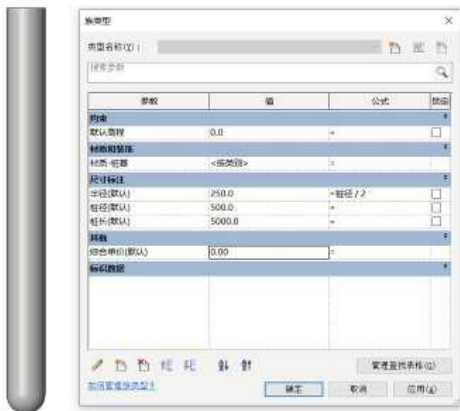 族类型
类型名称(Y):
搜索参数
参数 值 公式 锁定
约束
默认高程 0.0 =
材质和装饰
材质-桩基 <按类别> =
尺寸标注
半径(默认) 250.0 =桩径 / 2
桩径(默认) 500.0 =
桩长(默认) 5000.0 =
其他
综合单价(默认) 0.00 =
标识数据
管理查找表格(G)
如何管理族类型?
确定 取消 应用(A)